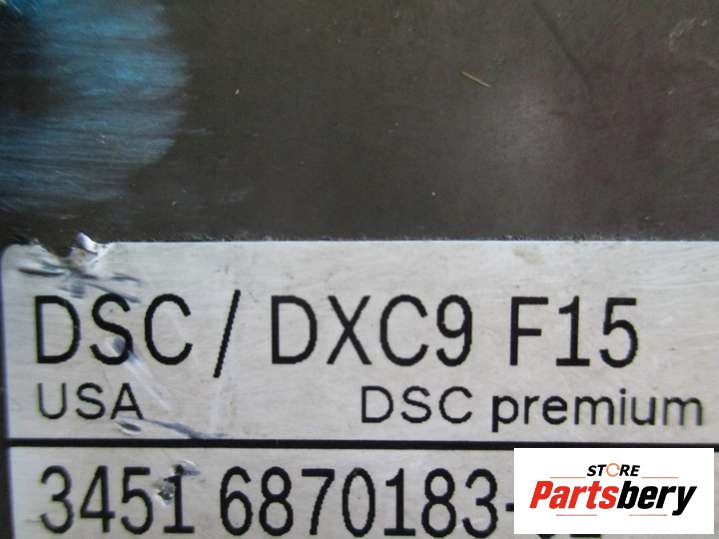 DSC / DXC9 F15
USA DSC premium
3451 6870183-
STORE
Partsbery